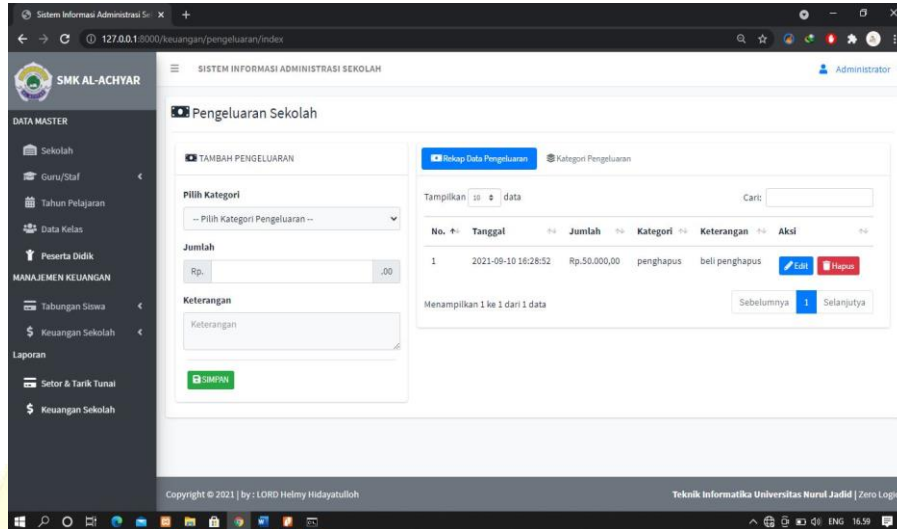 Sistem Informasi Administrasi Se
127.0.0.1:8000/keuangan/pengeluaran/index
SMK AL-ACHYAR
SISTEM INFORMASI ADMINISTRASI SEKOLAH
Administrator
DATA MASTER
Sekolah
Guru/Staf
Tahun Pelajaran
Data Kelas
Peserta Didik
MANAJEMEN KEUANGAN
Tabungan Siswa
Keuangan Sekolah
Laporan
Setor & Tarik Tunai
Keuangan Sekolah
Pengeluaran Sekolah
TAMBAH PENGELUARAN
Pilih Kategori
-- Pilih Kategori Pengeluaran --
Jumlah
Rp. .00
Keterangan
Keterangan
SIMPAN
Rekap Data Pengeluaran Kategori Pengeluaran
Tampilkan 10 data Cari:
No. Tanggal Jumlah Kategori Keterangan Aksi
1 2021-09-10 16:28:52 Rp.50.000,00 penghapus beli penghapus Edit Hapus
Menampilkan 1 ke 1 dari 1 data Sebelumnya 1 Selanjutya
Copyright © 2021 | by : LORD Helmy Hidayatulloh Teknik Informatika Universitas Nurul Jadid | Zero Logic
ENG 16.59